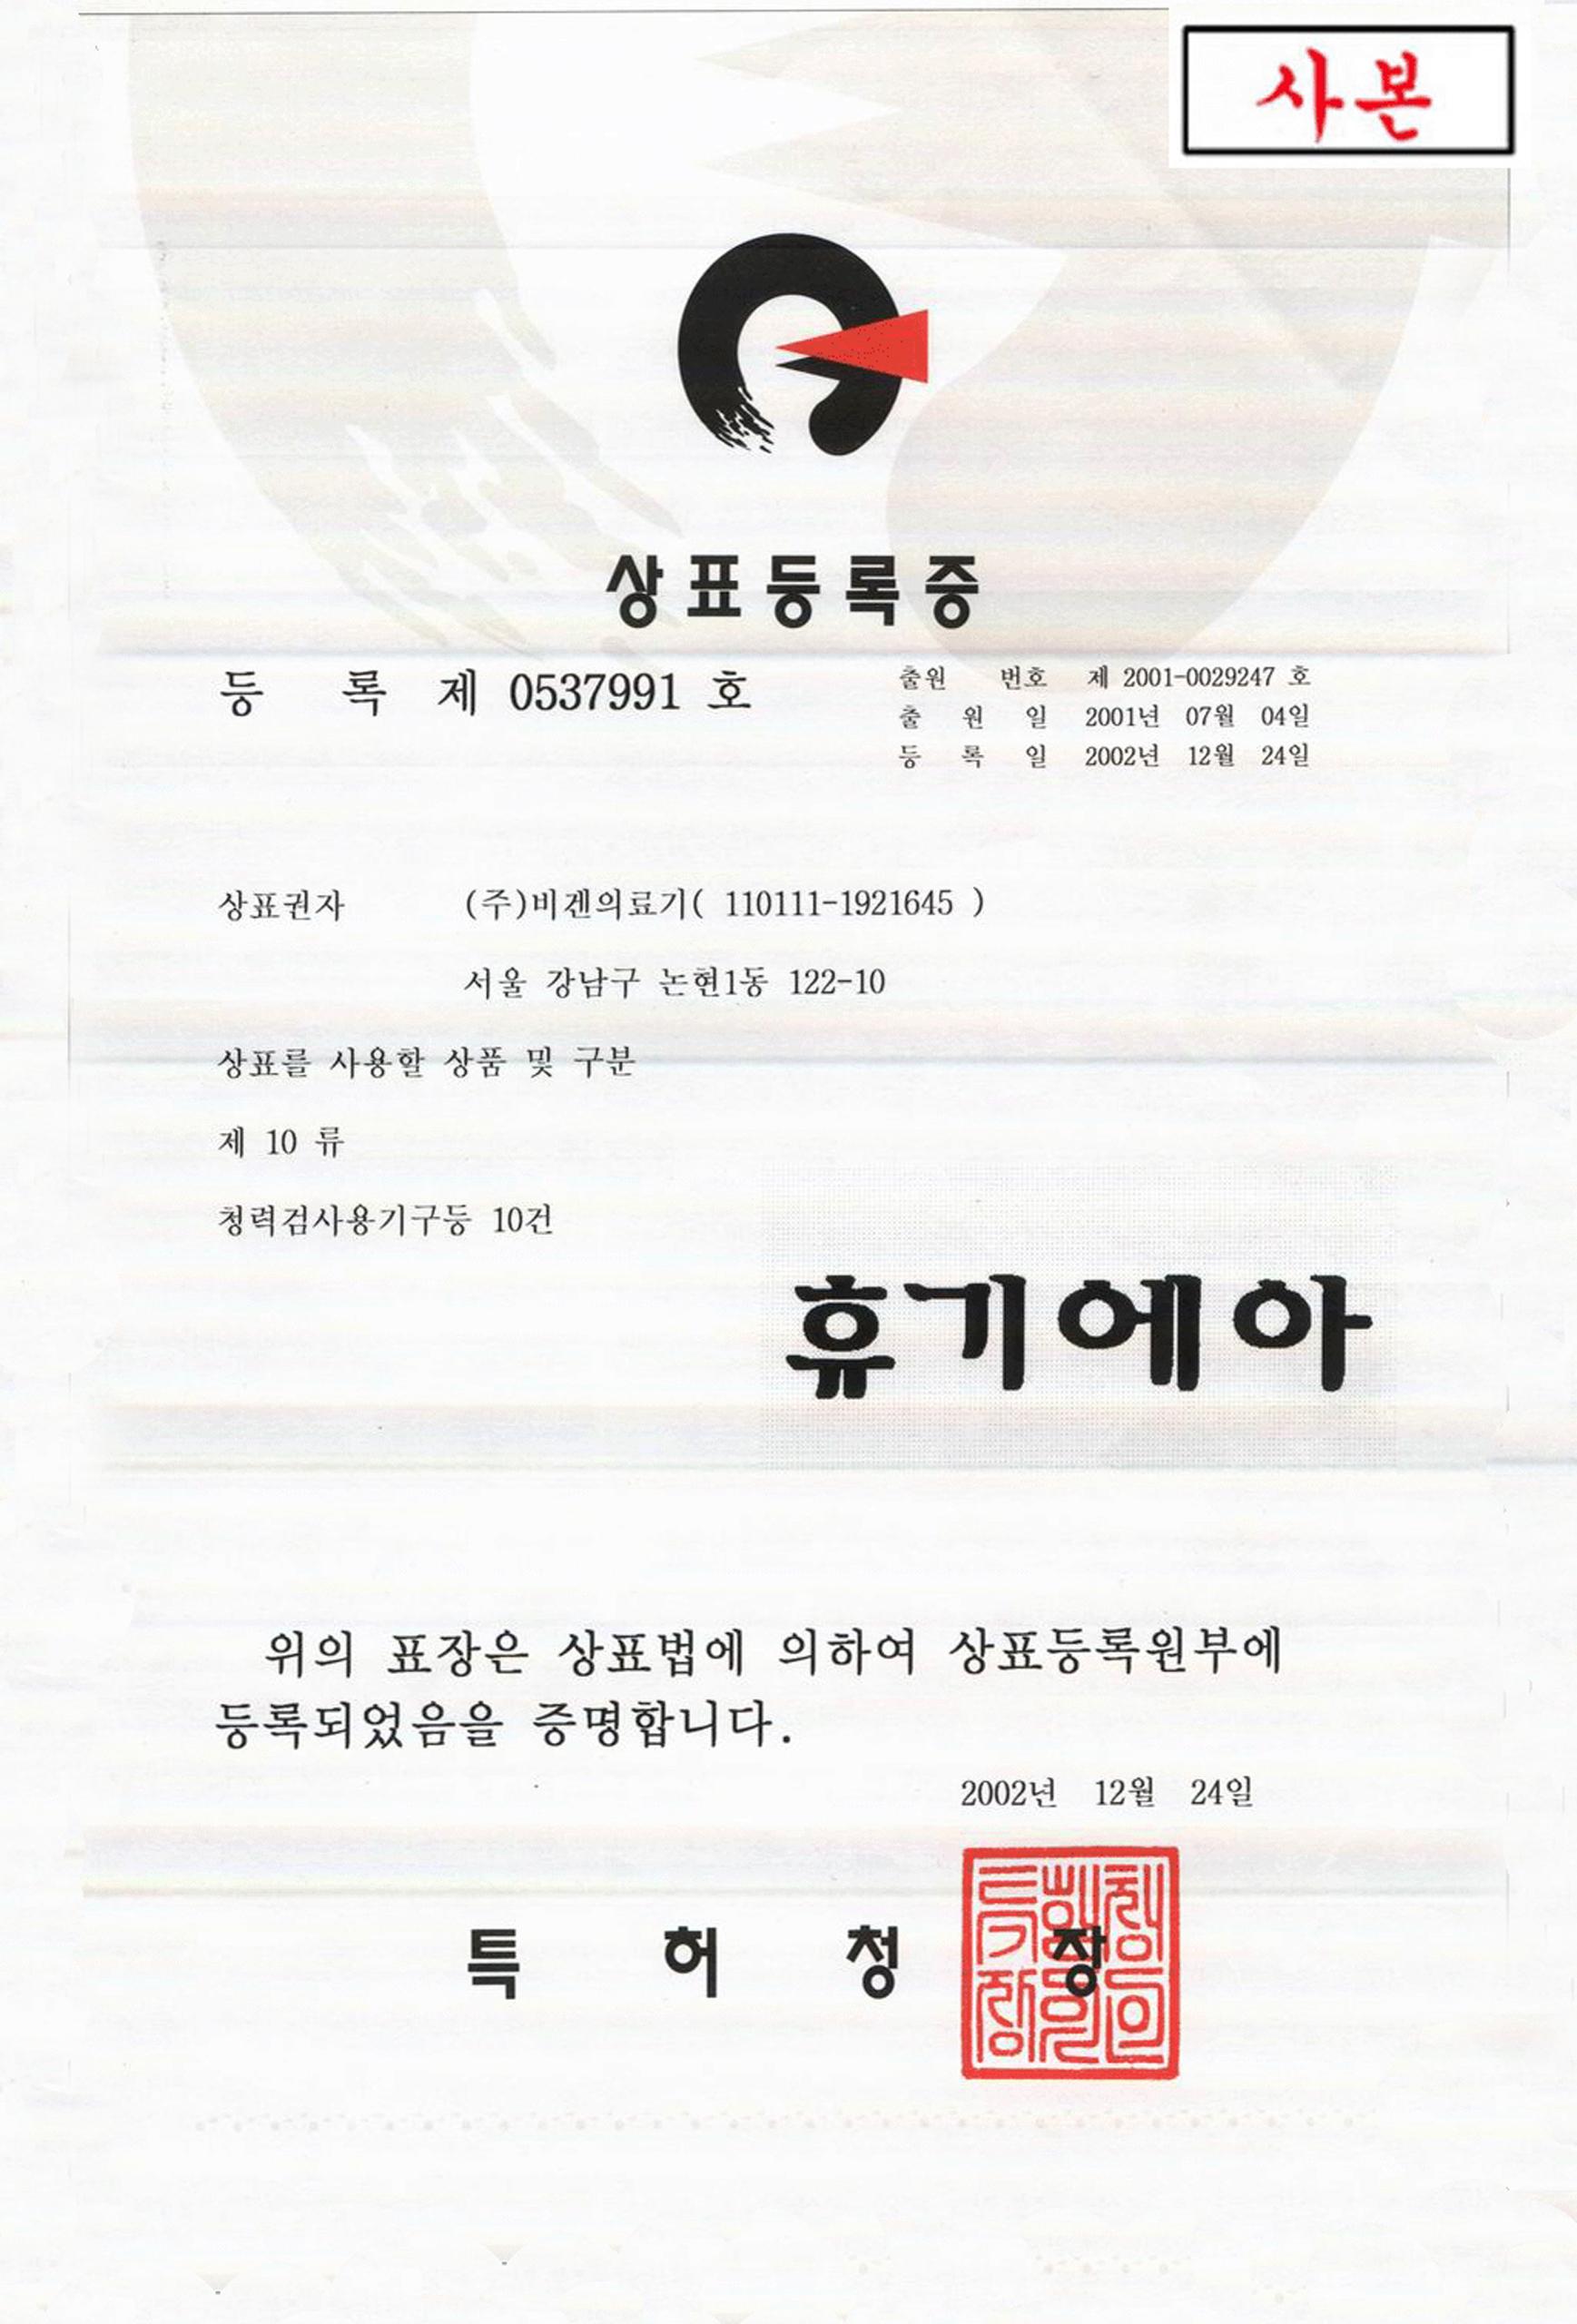 사본
상표등록증
등 록 제 0537991 호
출원 번호 제 2001-0029247 호
출 원 일 2001년 07월 04일
등 록 일 2002년 12월 24일
상표권자 (주)비겐의료기( 110111-1921645 )
서울 강남구 논현1동 122-10
상표를 사용할 상품 및 구분
제 10 류
청력검사용기구등 10건
휴기에아
위의 표장은 상표법에 의하여 상표등록원부에
등록되었음을 증명합니다.
2002년 12월 24일
특 허 청 장